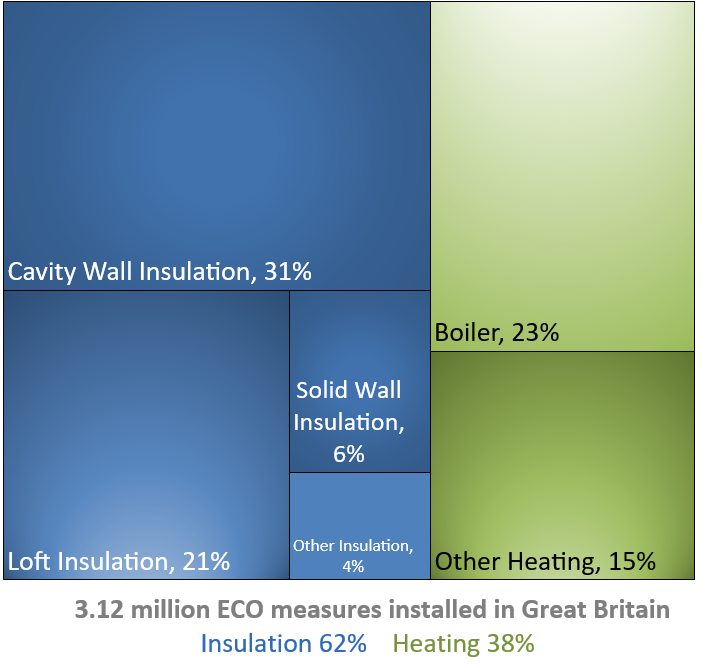 Cavity Wall Insulation, 31%
Boiler, 23%
Solid Wall
Insulation,
6%
Loft Insulation, 21%
Other Insulation,
4%
Other Heating, 15%
3.12 million ECO measures installed in Great Britain
Insulation 62% Heating 38%